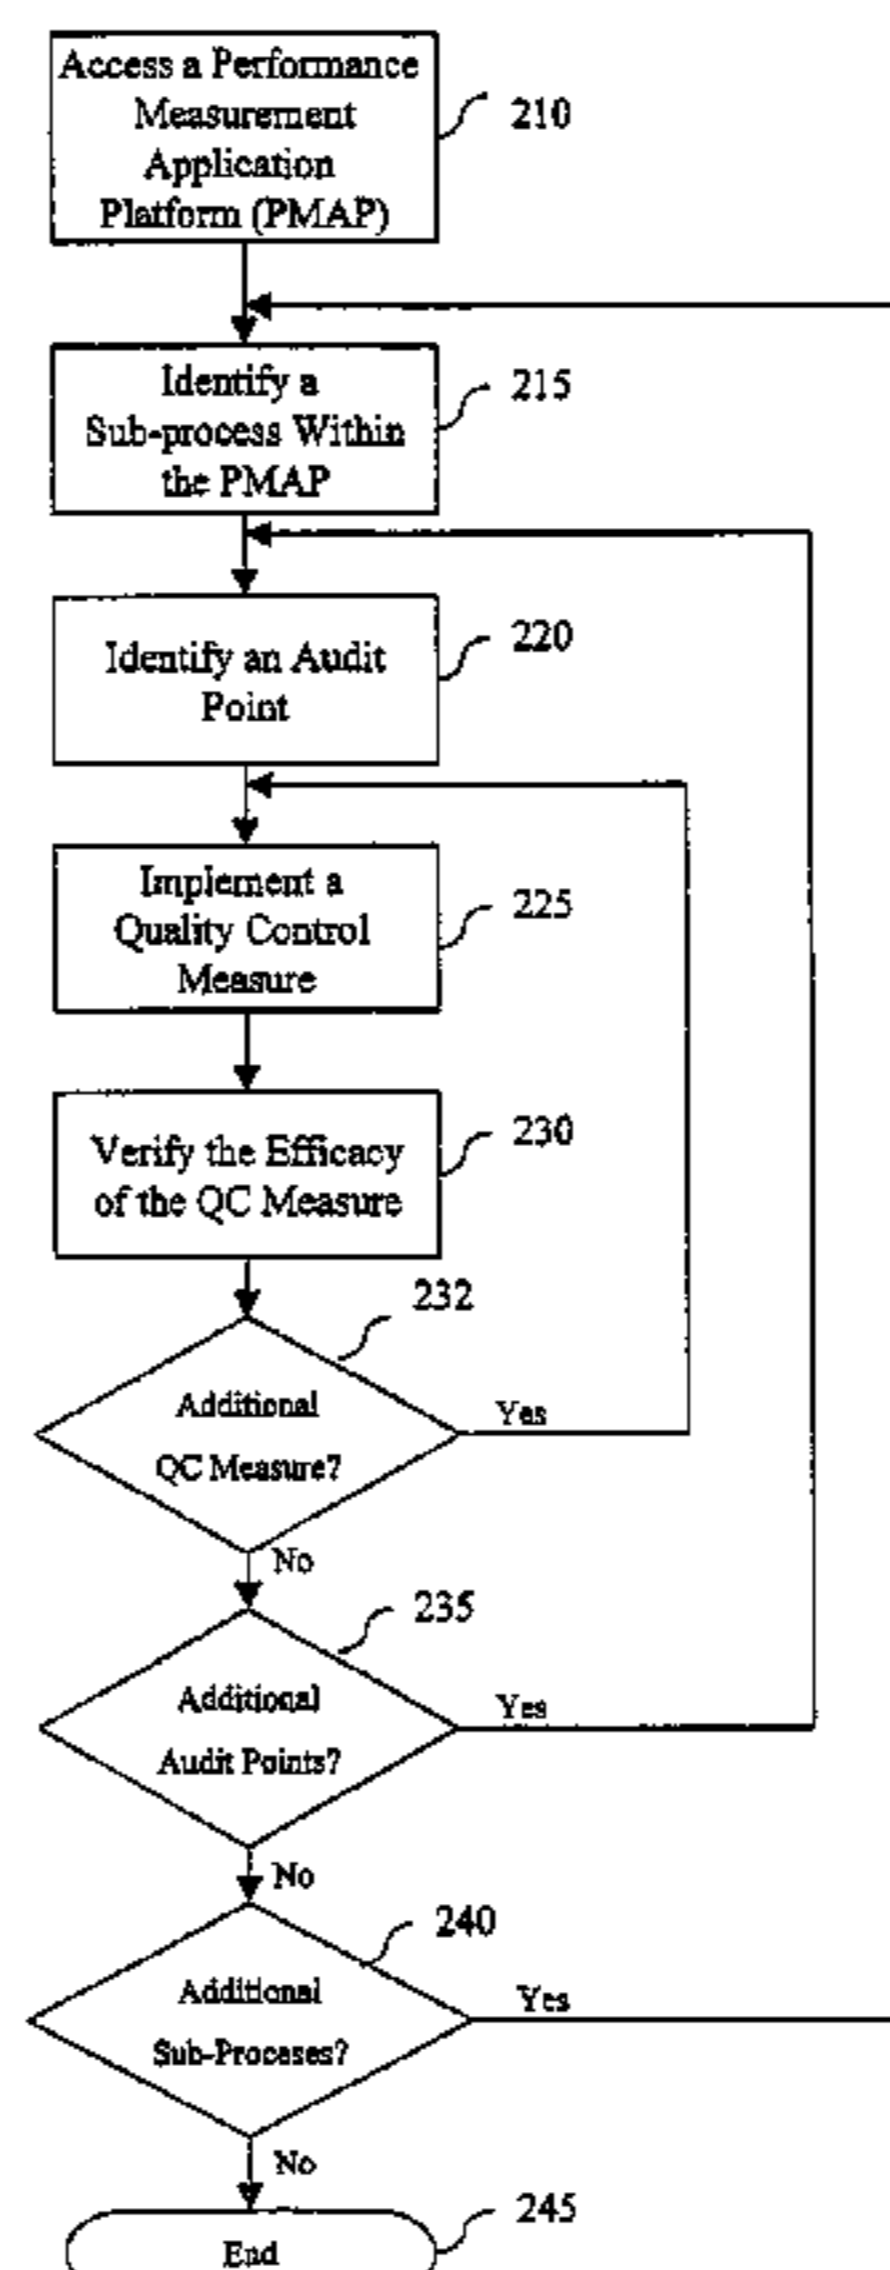 Access a Performance
Measurement
Application
Platform (PMAP)
210
Identify a
Sub-process Within
the PMAP
215
Identify an Audit
Point
220
Implement a
Quality Control
Measure
225
Verify the Efficacy
of the QC Measure
230
232
Additional
QC Measure?
Yes
No
235
Additional
Audit Points?
Yes
No
240
Additional
Sub-Proceses?
Yes
No
245
End